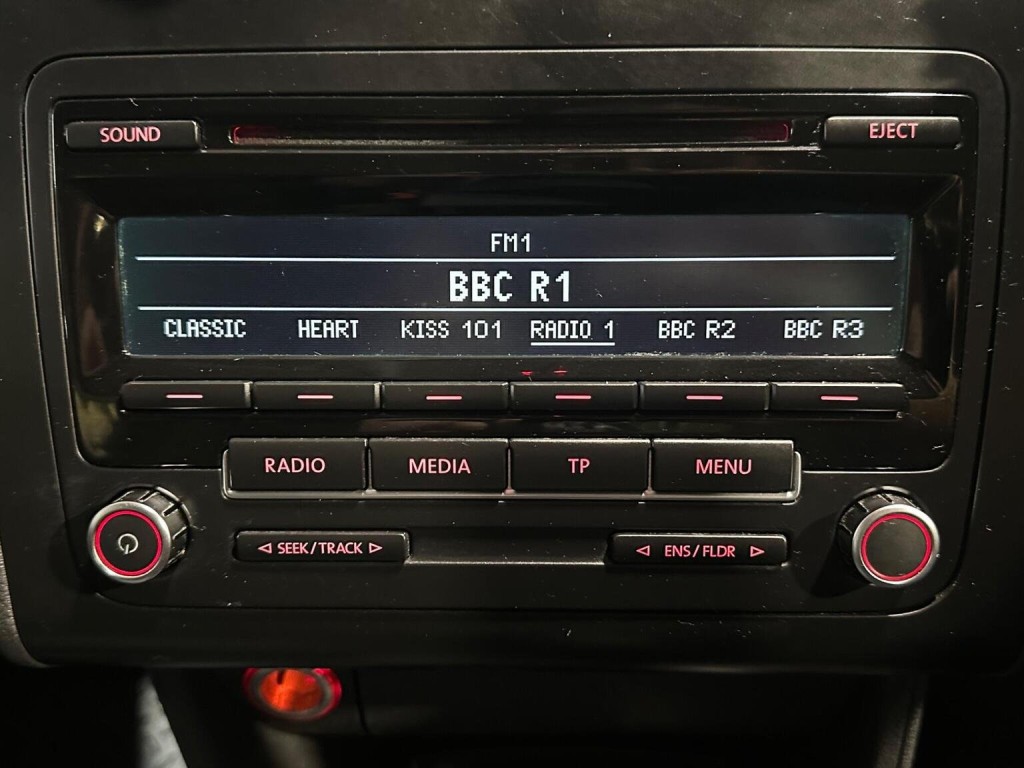 SOUND EJECT
FM1
BBC R1
CLASSIC HEART KISS 101 RADIO 1 BBC R2 BBC R3
RADIO MEDIA TP MENU
SEEK/TRACK ENS/FLDR